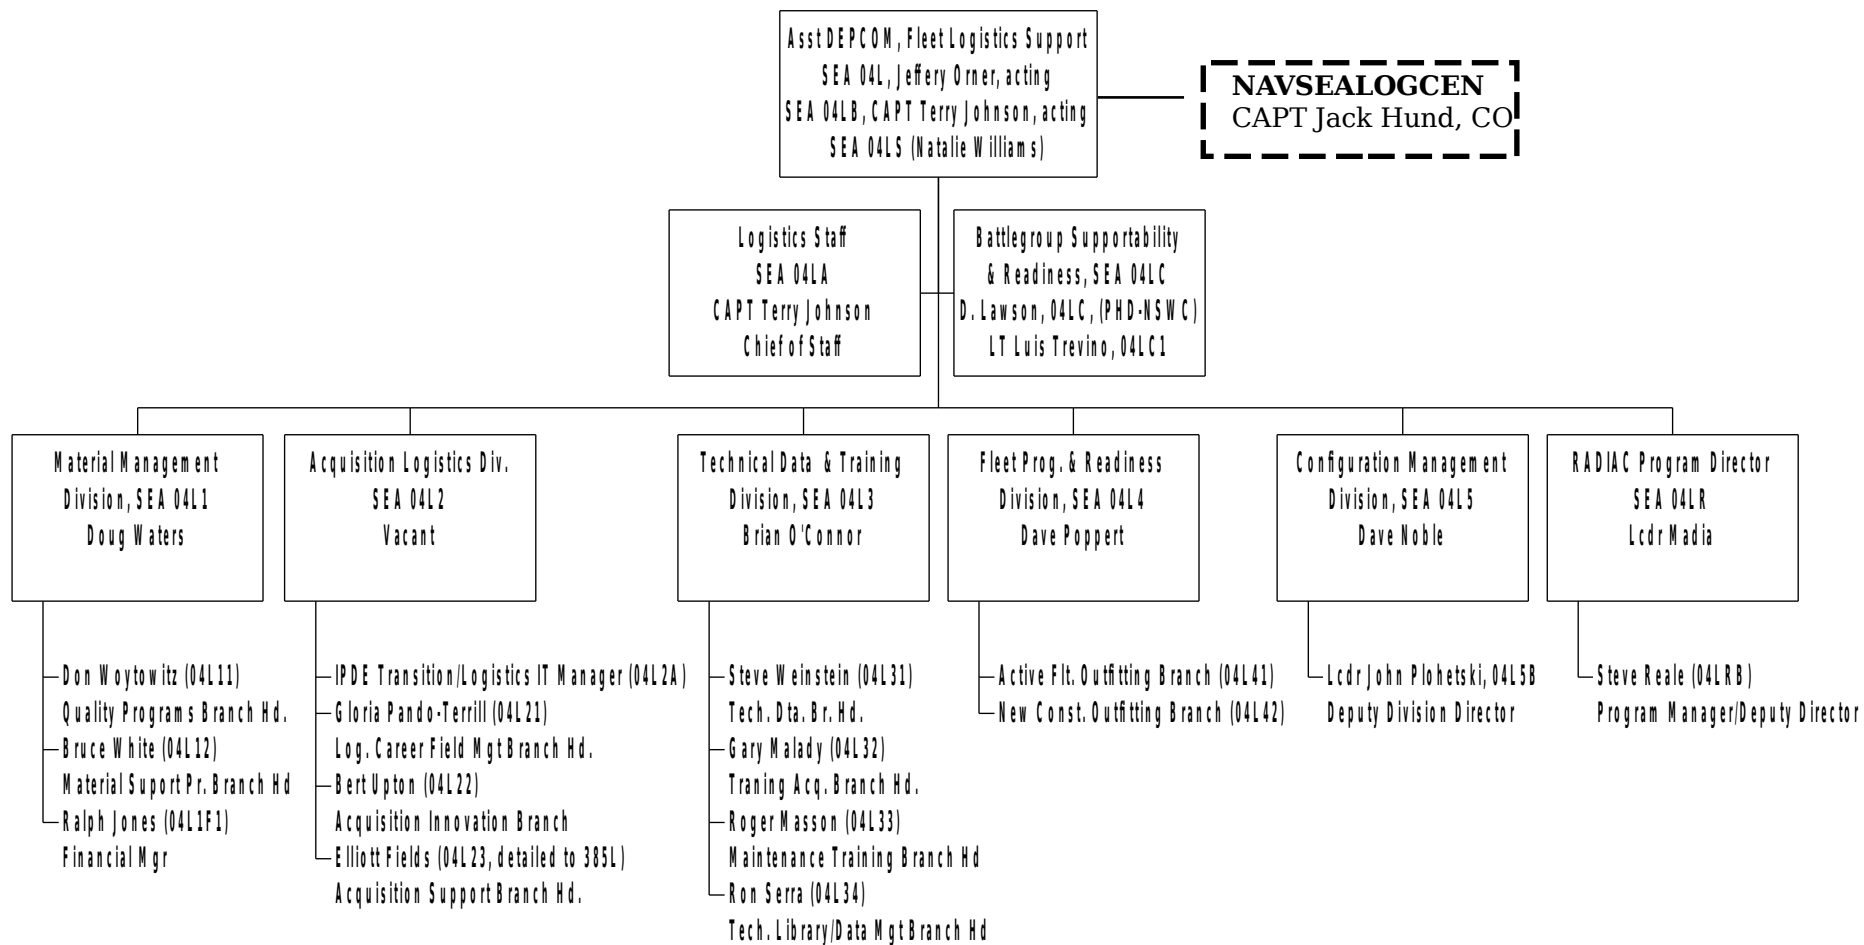 Asst DEPCOM, Fleet Logistics Support
SEA 04L, Jeffery Orner, acting
SEA 04LB, CAPT Terry Johnson, acting
SEA 04LS (Natalie Williams)
NAVSEALOGCEN
CAPT Jack Hund, CO
Logistics Staff
SEA 04LA
CAPT Terry Johnson
Chief of Staff
Battlegroup Supportability
& Readiness, SEA 04LC
D. Lawson, 04LC, (PHD-NSWC)
LT Luis Trevino, 04LC1
Material Management
Division, SEA 04L1
Doug Waters
Acquisition Logistics Div.
SEA 04L2
Vacant
Technical Data & Training
Division, SEA 04L3
Brian O'Connor
Fleet Prog. & Readiness
Division, SEA 04L4
Dave Poppert
Configuration Management
Division, SEA 04L5
Dave Noble
RADIAC Program Director
SEA 04LR
Lcdr Madia
Don Woytowitz (04L11)
Quality Programs Branch Hd.
Bruce White (04L12)
Material Suport Pr. Branch Hd
Ralph Jones (04L1F1)
Financial Mgr
IPDE Transition/Logistics IT Manager (04L2A)
Gloria Pando-Terrill (04L21)
Log. Career Field Mgt Branch Hd.
Bert Upton (04L22)
Acquisition Innovation Branch
Elliott Fields (04L23, detailed to 385L)
Acquisition Support Branch Hd.
Steve Weinstein (04L31)
Tech. Dta. Br. Hd.
Gary Malady (04L32)
Traning Acq. Branch Hd.
Roger Masson (04L33)
Maintenance Training Branch Hd
Ron Serra (04L34)
Tech. Library/Data Mgt Branch Hd
Active Flt. Outfitting Branch (04L41)
New Const. Outfitting Branch (04L42)
Lcdr John Plohetski, 04L5B
Deputy Division Director
Steve Reale (04LRB)
Program Manager/Deputy Director